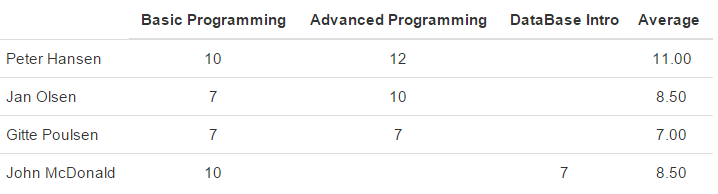 Basic Programming Advanced Programming DataBase Intro Average
Peter Hansen 10 12 11.00
Jan Olsen 7 10 8.50
Gitte Poulsen 7 7 7.00
John McDonald 10 7 8.50